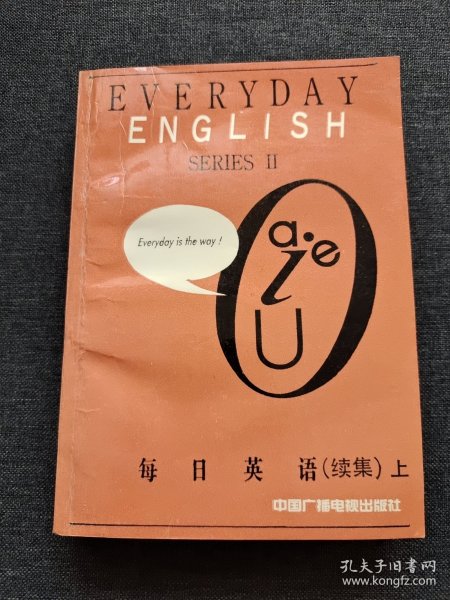 EVERYDAY
ENGLISH
SERIES II
Everyday is the way!
a·e
i
U
O
每日英语(续集)上
中国广播电视出版社
孔夫子旧书网
www.kongfz.com